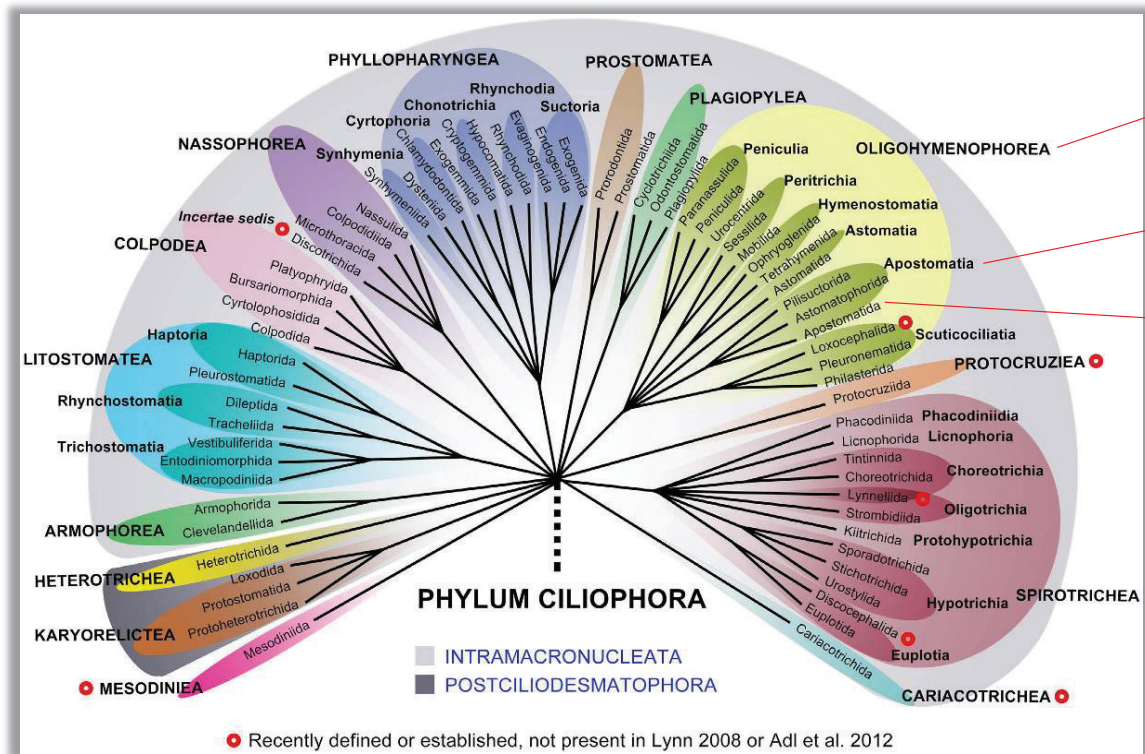 PHYLLOPHARYNGEA
PROSTOMATEA
Rhynchodia
Chonotrichia
Suctoria
Cyrtophoria
PLAGIOPYLEA
NASSOPHOREA
Synhymenia
OLIGOHYMENOPHOREA
Peniculia
Peritrichia
Hymenostomatia
Astomatia
Apostomatia
Scuticociliatia
PROTOCRUZIEA
Incertae sedis
COLPODEA
Haptoria
LITOSTOMATEA
Rhynchostomatia
Trichostomatia
ARMOPHOREA
HETEROTRICHEA
KARYORELICTEA
MESODINIEA
Mesodiniida
Protoheterotrichida
Protostomatida
Loxodida
Heterotrichida
Clevelandellida
Armophorida
Macropodiniida
Entodiniomorphida
Vestibuliferida
Tracheliida
Dileptida
Pleurostomatida
Haptorida
Colpodida
Cyrtolophosidida
Bursariomorphida
Platyophryida
Discotrichida
Microthoracida
Colpodidiida
Nassulida
Synhymeniida
Dysteriida
Chlamydodontida
Exogemmida
Cryptogemmida
Hypocomatida
Rhynchodida
Evaginogenida
Endogenida
Exogenida
Prorodontida
Prostomatida
Cyclotrichiida
Odontostomatida
Plagiopylida
Paranassulida
Peniculida
Urocentrida
Sessilida
Mobilida
Ophryoglenida
Tetrahymenida
Astomatida
Pilisuctorida
Astomatophorida
Apostomatida
Loxocephalida
Pleuronematida
Philasterida
Protocruziida
Phacodiniida
Phacodiniidia
Licnophorida
Licnophoria
Tintinnida
Choreotrichida
Choreotrichia
Lynnellida
Strombidiida
Oligotrichia
Kiitrichida
Protohypotrichia
Sporadotrichida
Stichotrichida
Urostylida
Hypotrichia
SPIROTRICHEA
Discocephalida
Euplotida
Euplotia
Cariacotrichida
CARIACOTRICHEA
PHYLUM CILIOPHORA
INTRAMACRONUCLEATA
POSTCILIODESMATOPHORA
Recently defined or established, not present in Lynn 2008 or Adl et al. 2012